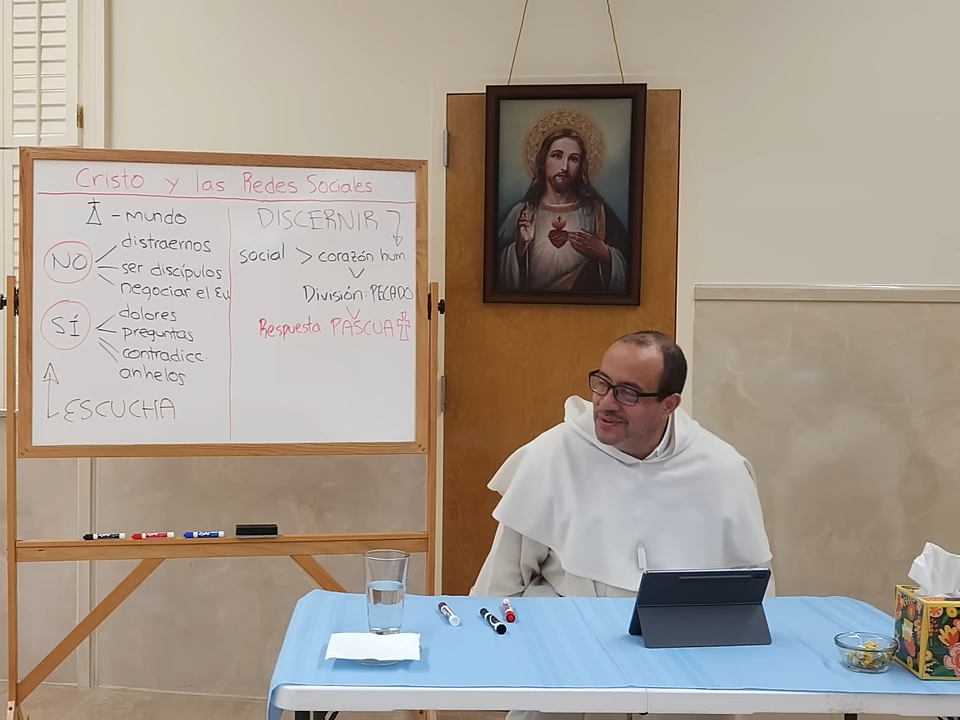 Cristo y las Redes Sociales
- mundo
NO
distraernos
ser discípulos
negociar el Eu
SÍ
dolores
preguntas
contradicc
anhelos
ESCUCHA
DISCERNIR
social > corazón hum
División: PECADO
Respuesta: PASCUA